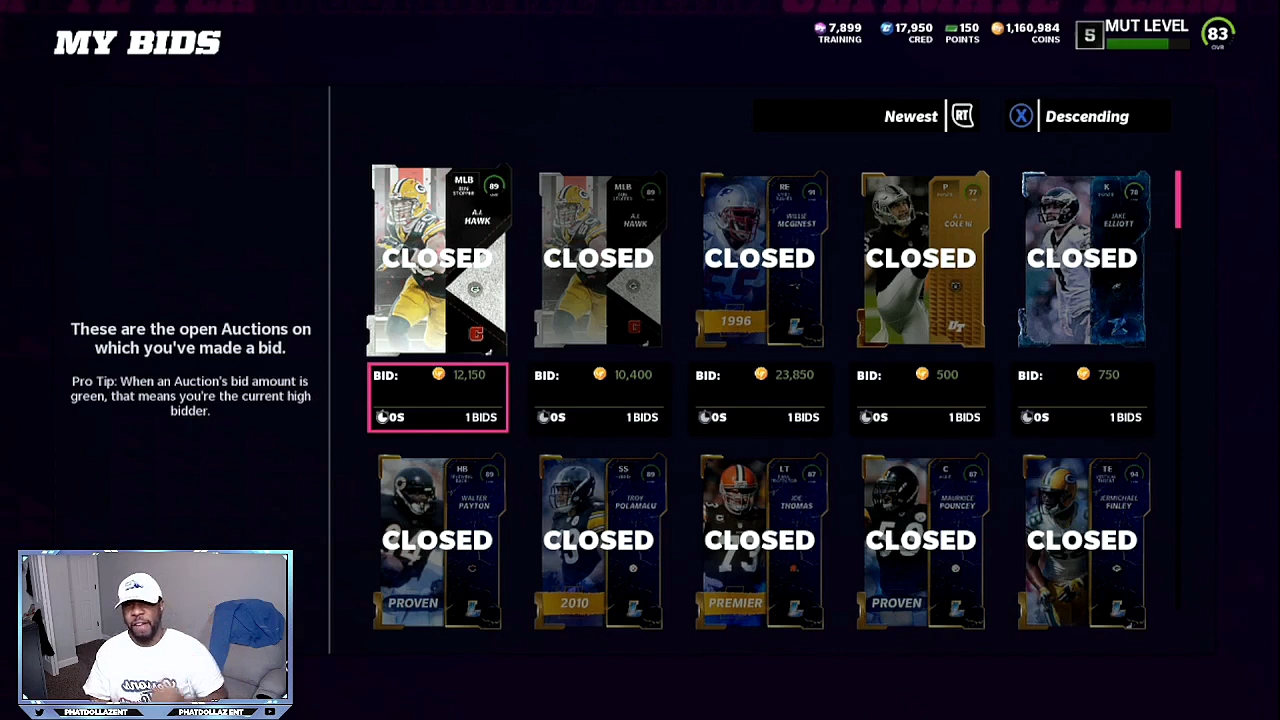 MY BIDS
7,899
TRAINING
17,950
CRED
150
POINTS
1,160,984
COINS
5
MUT LEVEL
83
OVR
Newest
RT
X
Descending
MLB
89
A.J.
HAWK
CLOSED
MLB
89
A.J.
HAWK
CLOSED
RE
91
WILLIE
MCGINEST
CLOSED
1996
P
77
A.J.
COLE III
CLOSED
K
78
JAKE
ELLIOTT
CLOSED
These are the open Auctions on
which you've made a bid.
Pro Tip: When an Auction's bid amount is
green, that means you're the current high
bidder.
BID: 12,150
0S 1 BIDS
BID: 10,400
0S 1 BIDS
BID: 23,850
0S 1 BIDS
BID: 500
0S 1 BIDS
BID: 750
0S 1 BIDS
HB
89
WALTER
PAYTON
CLOSED
PROVEN
SS
89
TROY
POLAMALU
CLOSED
2010
LT
87
JOE
THOMAS
CLOSED
PREMIER
C
87
MAURKICE
POUNCEY
CLOSED
PROVEN
TE
94
JERMICHAEL
FINLEY
CLOSED
PHATDOLLAZENT
PHATDOLLAZ ENT